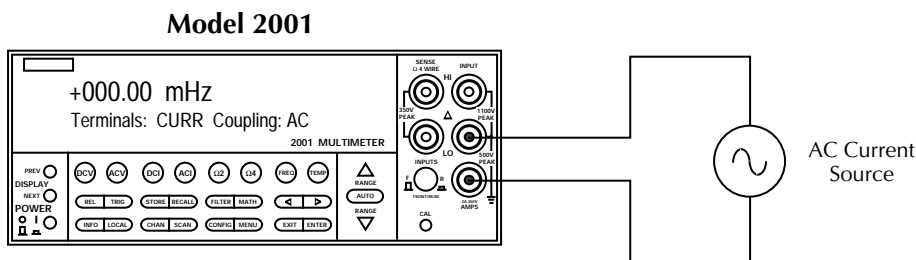 Model 2001
SENSE
Ω 4 WIRE
INPUT
HI
+000.00 mHz
350V
PEAK
1100V
PEAK
Terminals: CURR Coupling: AC
2001 MULTIMETER
LO
INPUTS
500V
PEAK
PREV
DISPLAY
NEXT
POWER
O I
DCV ACV DCI ACI Ω2 Ω4 FREQ TEMP
REL TRIG STORE RECALL FILTER MATH
INFO LOCAL CHAN SCAN CONFIG MENU EXIT ENTER
RANGE
AUTO
RANGE
F R
FRONT/REAR
2A 250V
AMPS
CAL
AC Current
Source